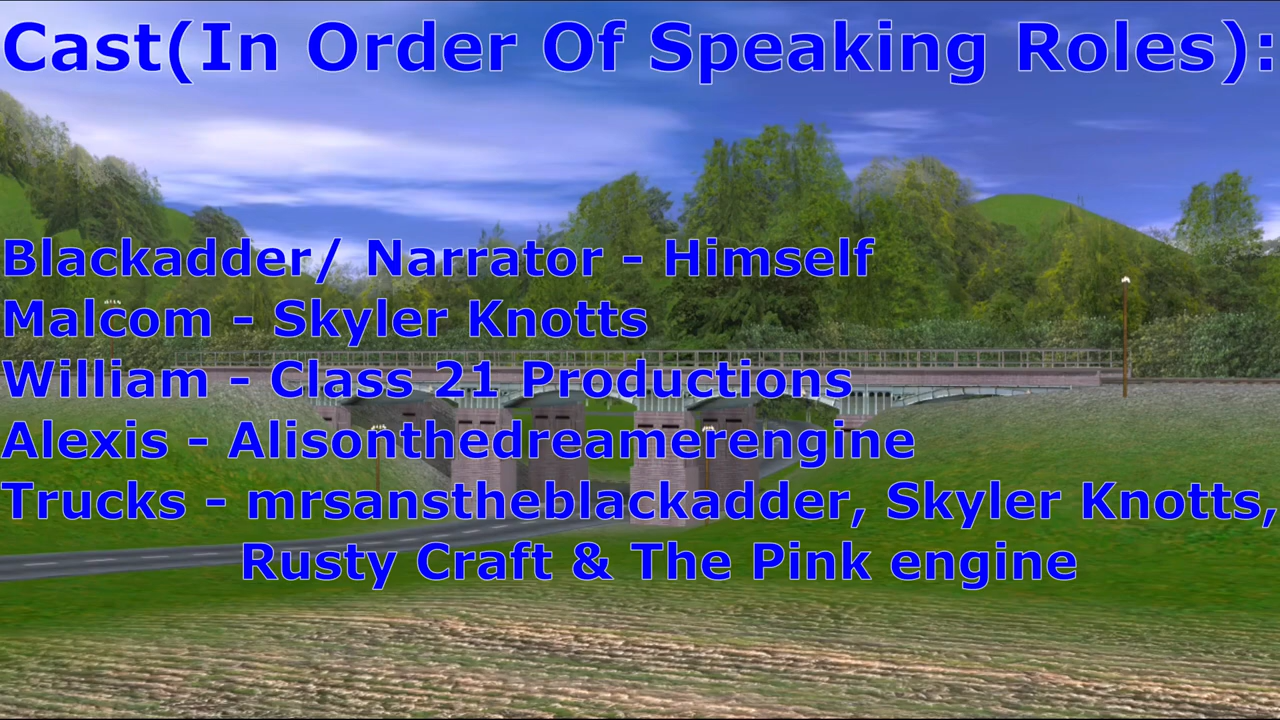 Cast(In Order Of Speaking Roles):
Blackadder/ Narrator - Himself
Malcom - Skyler Knotts
William - Class 21 Productions
Alexis - Alisonthedreamerengine
Trucks - mrsanstheblackadder, Skyler Knotts,
Rusty Craft & The Pink engine